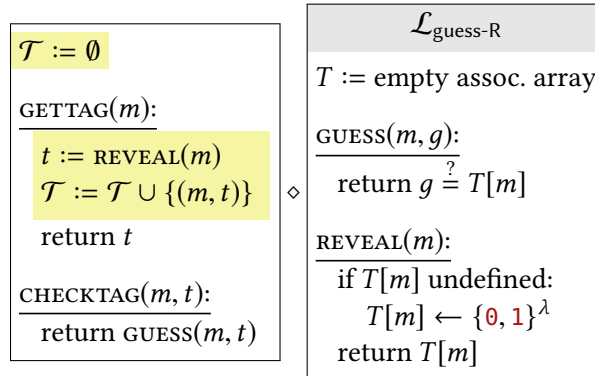 𝒯 := ∅
GETTAG(m):
t := REVEAL(m)
𝒯 := 𝒯 ∪ {(m, t)}
return t
CHECKTAG(m, t):
return GUESS(m, t)
⋄
ℒguess-R
T := empty assoc. array
GUESS(m, g):
return g ≟ T[m]
REVEAL(m):
if T[m] undefined:
T[m] ← {0, 1}^λ
return T[m]